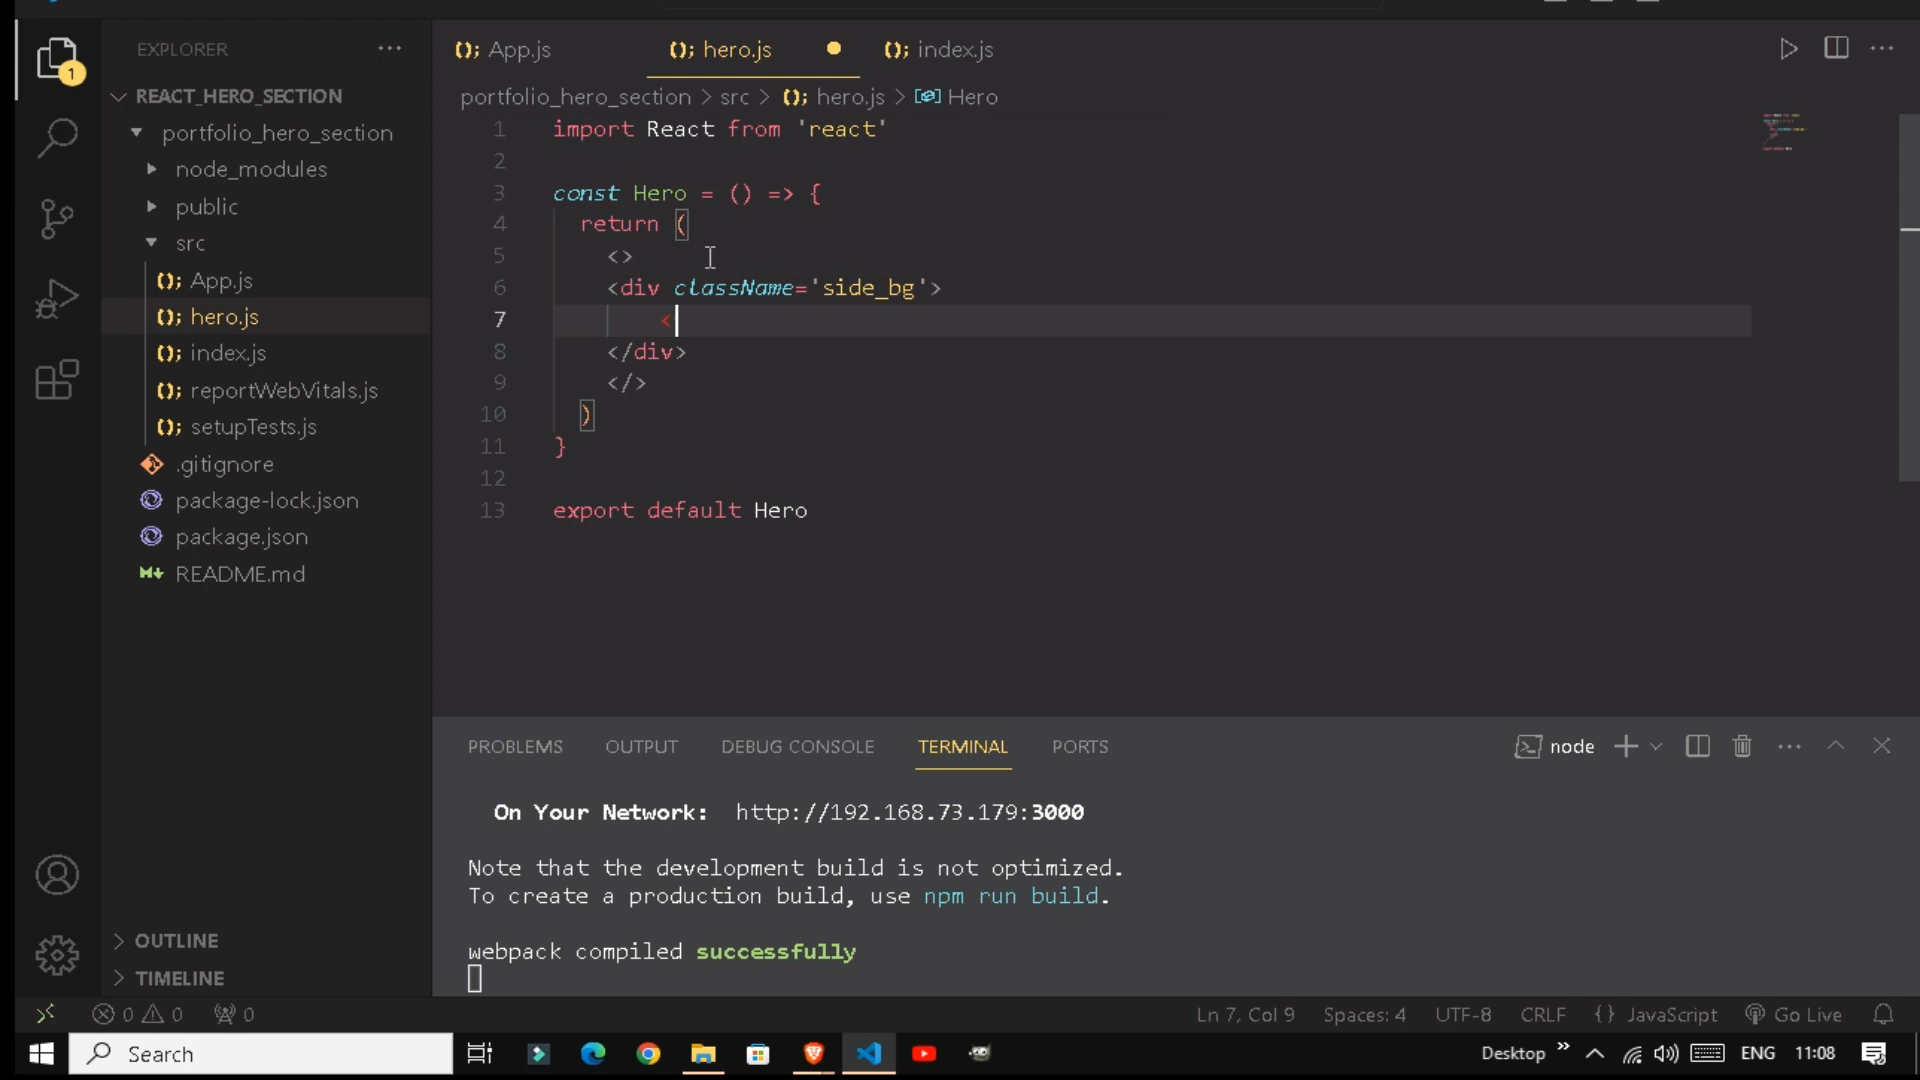 EXPLORER
1
REACT_HERO_SECTION
portfolio_hero_section
node_modules
public
src
App.js
hero.js
index.js
reportWebVitals.js
setupTests.js
.gitignore
package-lock.json
package.json
README.md
OUTLINE
TIMELINE
App.js
hero.js
index.js
portfolio_hero_section > src > hero.js > Hero
1 import React from 'react'
2
3 const Hero = () => {
4 return (
5 <>
6 <div className='side_bg'>
7 <
8 </div>
9 </>
10 )
11 }
12
13 export default Hero
PROBLEMS OUTPUT DEBUG CONSOLE TERMINAL PORTS
node
On Your Network: http://192.168.73.179:3000
Note that the development build is not optimized.
To create a production build, use npm run build.
webpack compiled successfully
0 0 0
Ln 7, Col 9 Spaces: 4 UTF-8 CRLF {} JavaScript Go Live
Search
Desktop » ENG 11:08